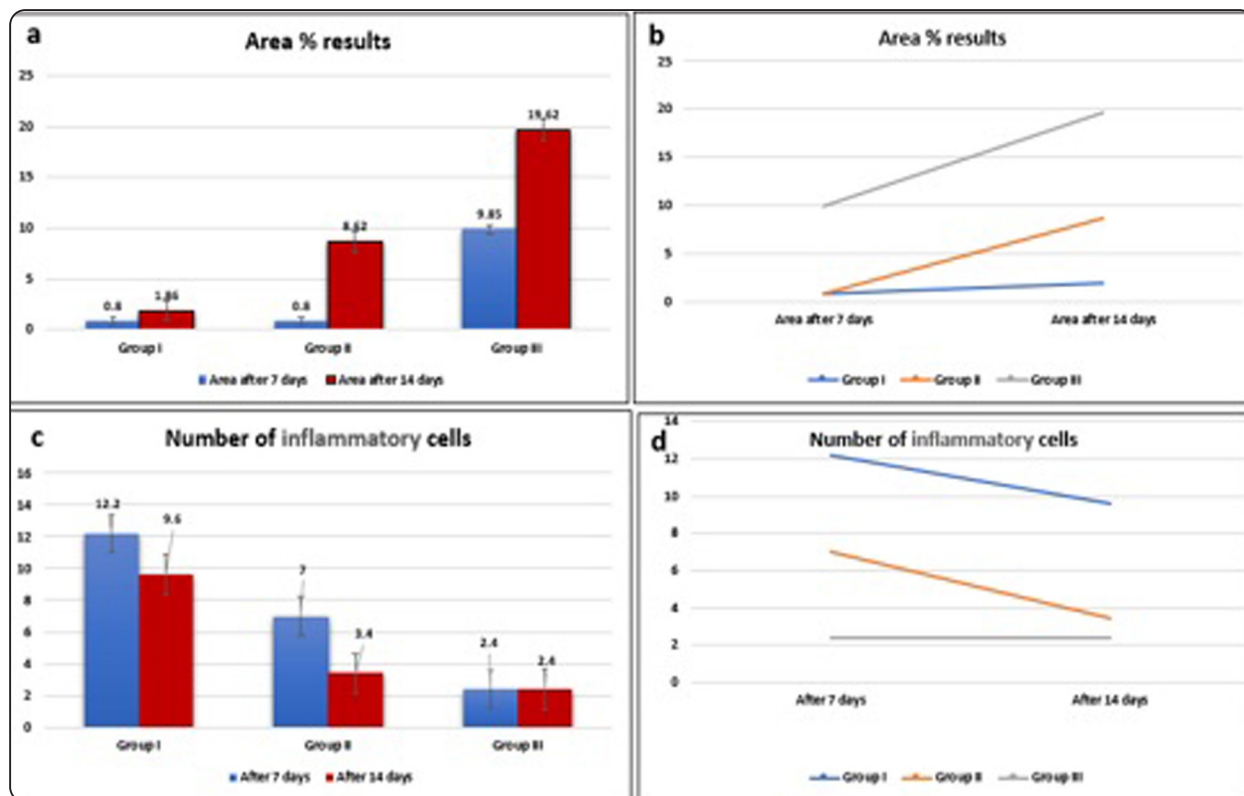 a
Area % results
25
20
15
10
5
0
19.62
9.85
8.62
1.86
0.8
0.8
Group I
Group II
Group III
Area after 7 days
Area after 14 days
b
Area % results
25
20
15
10
5
0
Area after 7 days
Area after 14 days
Group I
Group II
Group III
c
Number of inflammatory cells
16
14
12
10
8
6
4
2
0
12.2
9.6
7
3.4
2.4
2.4
Group I
Group II
Group III
After 7 days
After 14 days
d
Number of inflammatory cells
14
12
10
8
6
4
2
0
After 7 days
After 14 days
Group I
Group II
Group III